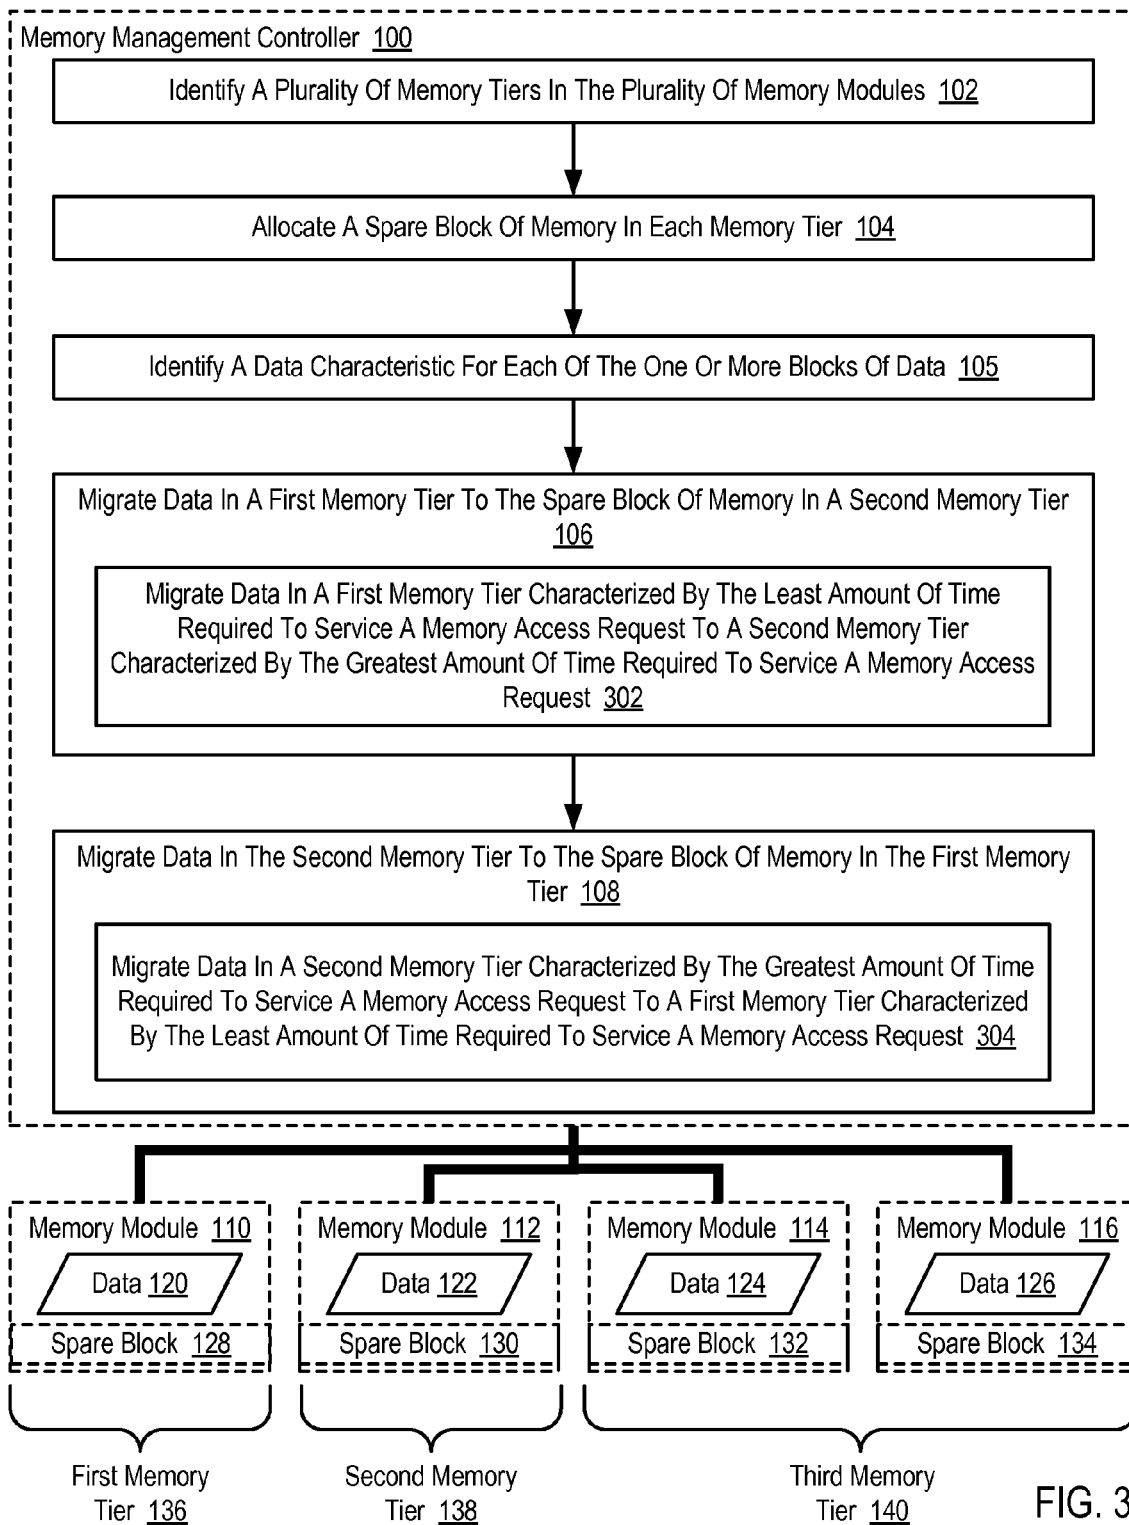 Memory Management Controller 100
Identify A Plurality Of Memory Tiers In The Plurality Of Memory Modules 102
Allocate A Spare Block Of Memory In Each Memory Tier 104
Identify A Data Characteristic For Each Of The One Or More Blocks Of Data 105
Migrate Data In A First Memory Tier To The Spare Block Of Memory In A Second Memory Tier
106
Migrate Data In A First Memory Tier Characterized By The Least Amount Of Time
Required To Service A Memory Access Request To A Second Memory Tier
Characterized By The Greatest Amount Of Time Required To Service A Memory Access
Request 302
Migrate Data In The Second Memory Tier To The Spare Block Of Memory In The First Memory
Tier 108
Migrate Data In A Second Memory Tier Characterized By The Greatest Amount Of Time
Required To Service A Memory Access Request To A First Memory Tier Characterized
By The Least Amount Of Time Required To Service A Memory Access Request 304
Memory Module 110
Data 120
Spare Block 128
Memory Module 112
Data 122
Spare Block 130
Memory Module 114
Data 124
Spare Block 132
Memory Module 116
Data 126
Spare Block 134
First Memory
Tier 136
Second Memory
Tier 138
Third Memory
Tier 140
FIG. 3